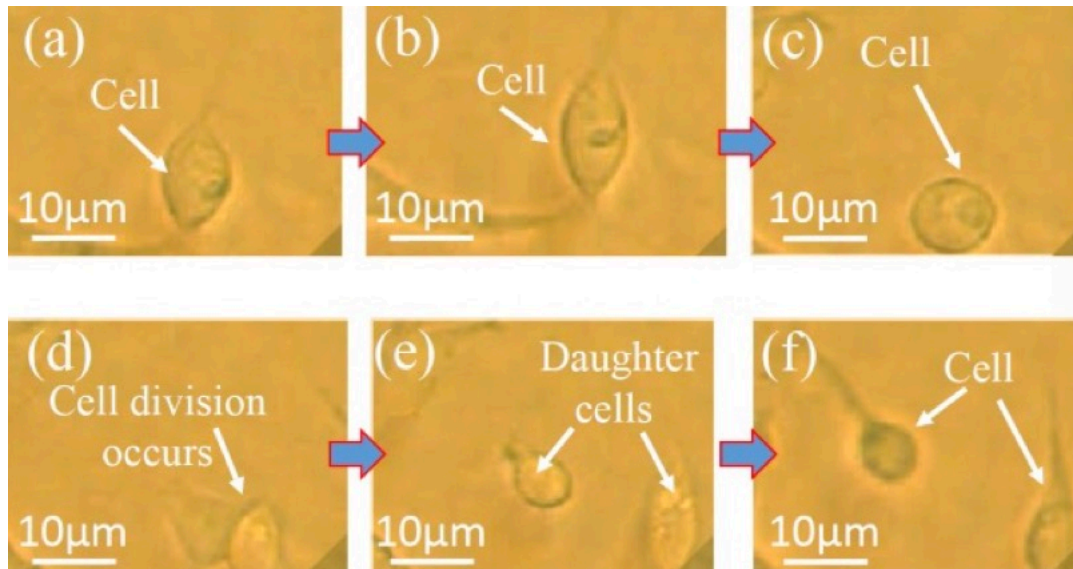 (a)
Cell
10μm
(b)
Cell
10μm
(c)
Cell
10μm
(d)
Cell division
occurs
10μm
(e)
Daughter
cells
10μm
(f)
Cell
10μm